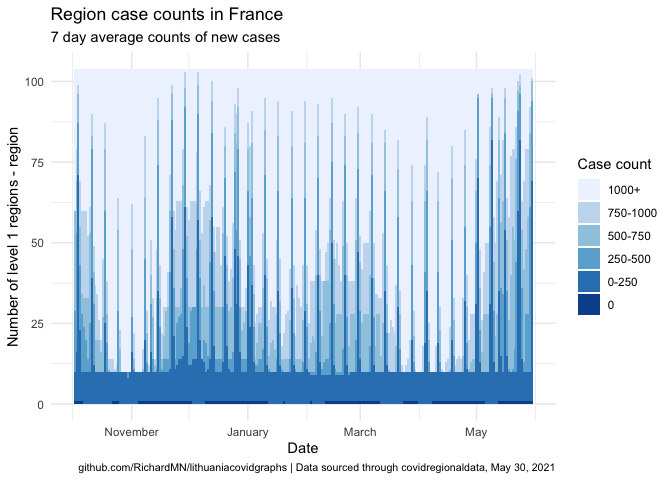 Region case counts in France
7 day average counts of new cases
Number of level 1 regions - region
100
75
50
25
0
November
January
March
May
Date
Case count
1000+
750-1000
500-750
250-500
0-250
0
github.com/RichardMN/lithuaniacovidgraphs | Data sourced through covidregionaldata, May 30, 2021